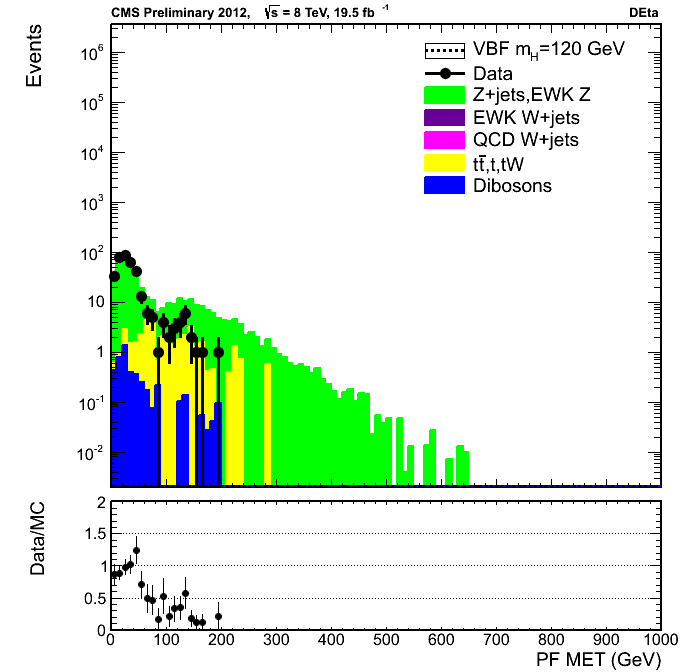 CMS Preliminary 2012, √s = 8 TeV, 19.5 fb⁻¹ DEta
Events
10⁶
10⁵
10⁴
10³
10²
10
1
10⁻¹
10⁻²
VBF m_H=120 GeV
Data
Z+jets,EWK Z
EWK W+jets
QCD W+jets
tt̄,t,tW
Dibosons
Data/MC
2
1.5
1
0.5
0
0 100 200 300 400 500 600 700 800 900 1000
PF MET (GeV)